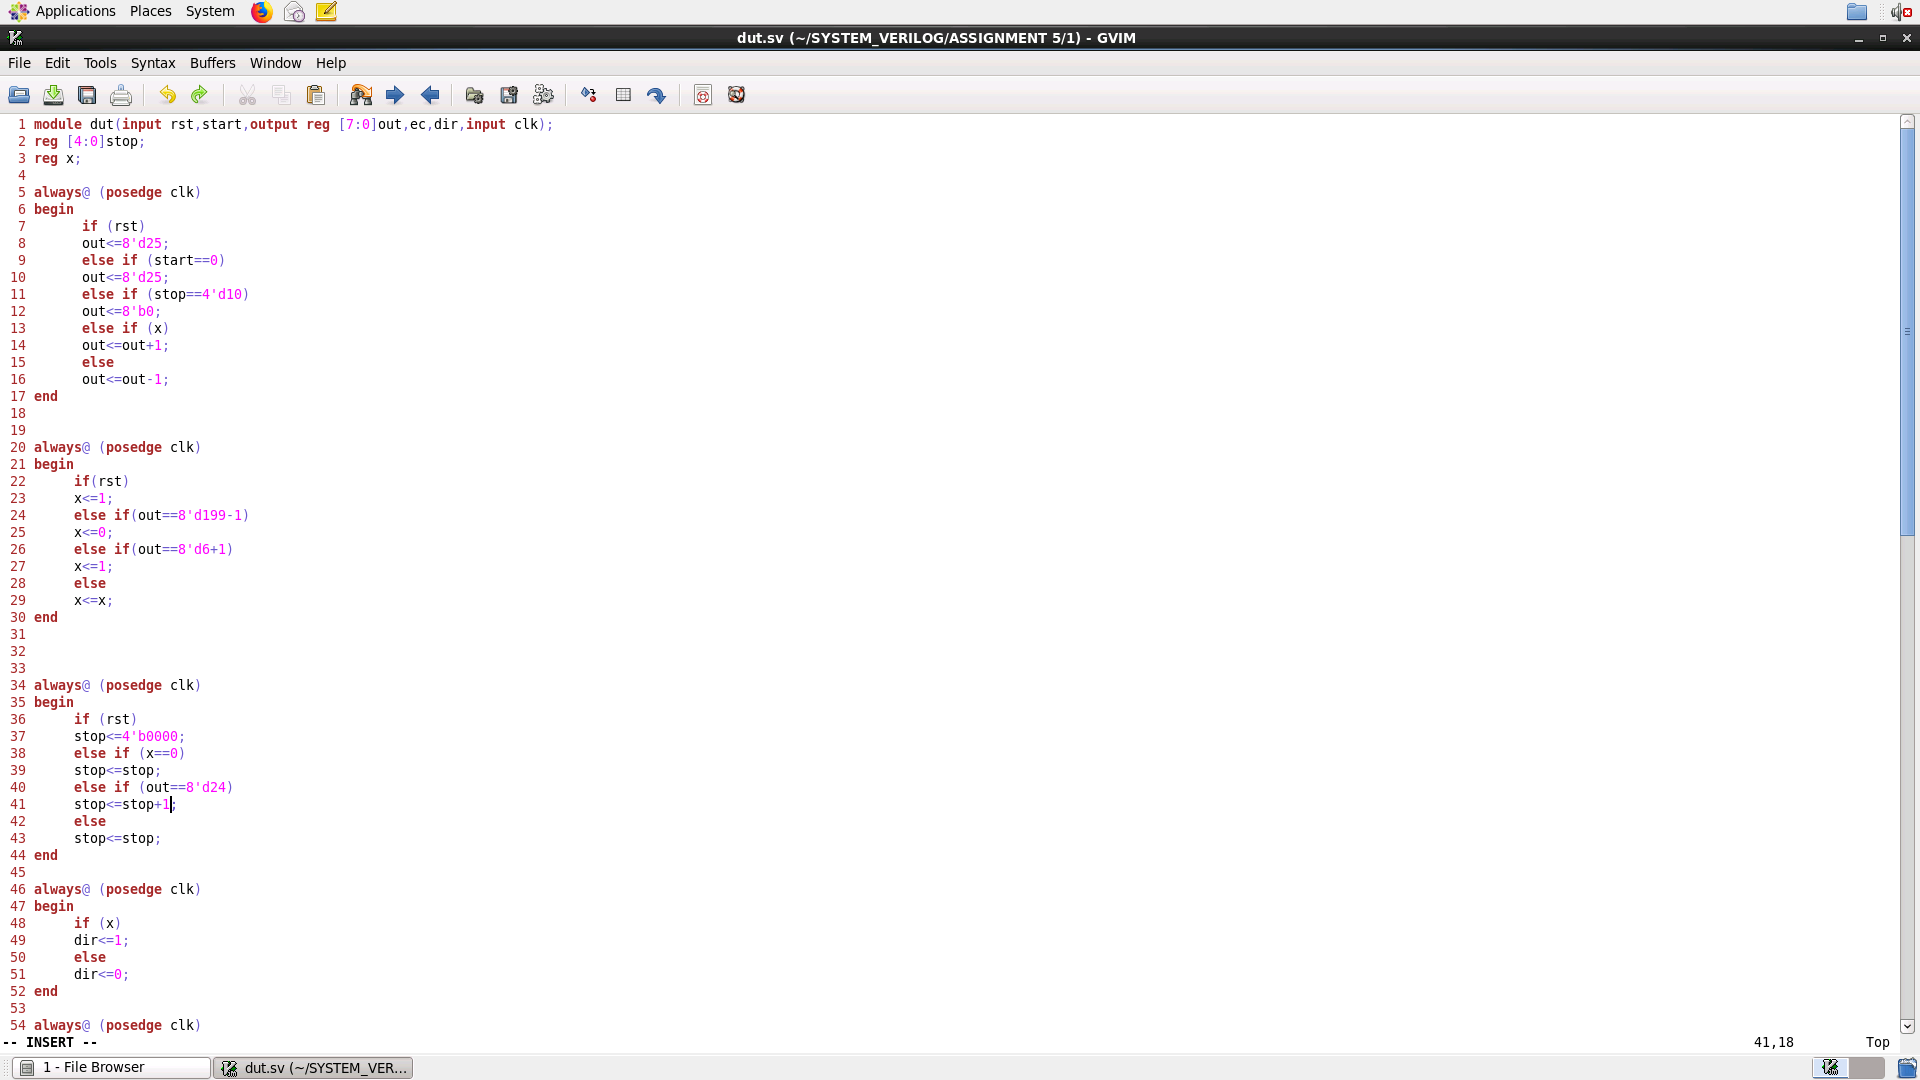 Applications Places System
dut.sv (~/SYSTEM_VERILOG/ASSIGNMENT 5/1) - GVIM
File Edit Tools Syntax Buffers Window Help
1 module dut(input rst,start,output reg [7:0]out,ec,dir,input clk);
2 reg [4:0]stop;
3 reg x;
4
5 always@ (posedge clk)
6 begin
7 if (rst)
8 out<=8'd25;
9 else if (start==0)
10 out<=8'd25;
11 else if (stop==4'd10)
12 out<=8'b0;
13 else if (x)
14 out<=out+1;
15 else
16 out<=out-1;
17 end
18
19
20 always@ (posedge clk)
21 begin
22 if(rst)
23 x<=1;
24 else if(out==8'd199-1)
25 x<=0;
26 else if(out==8'd6+1)
27 x<=1;
28 else
29 x<=x;
30 end
31
32
33
34 always@ (posedge clk)
35 begin
36 if (rst)
37 stop<=4'b0000;
38 else if (x==0)
39 stop<=stop;
40 else if (out==8'd24)
41 stop<=stop+1;
42 else
43 stop<=stop;
44 end
45
46 always@ (posedge clk)
47 begin
48 if (x)
49 dir<=1;
50 else
51 dir<=0;
52 end
53
54 always@ (posedge clk)
-- INSERT -- 41,18 Top
1 - File Browser dut.sv (~/SYSTEM_VER...